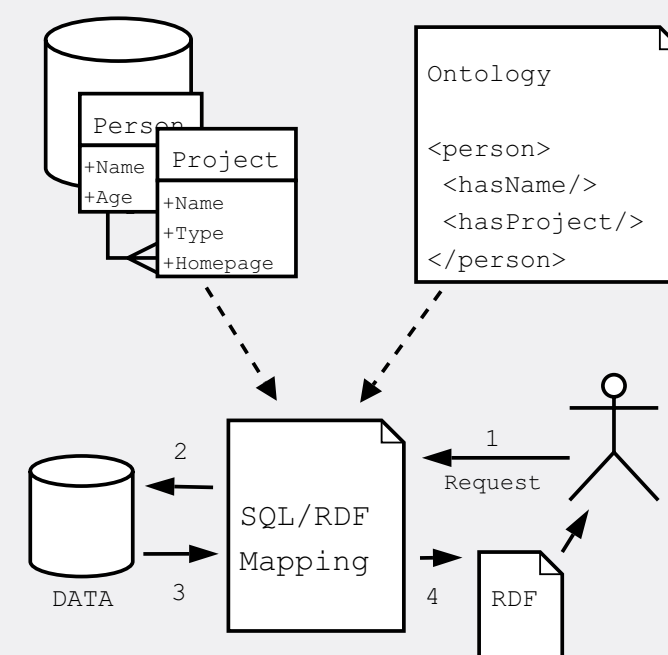 Person
+Name
+Age
Project
+Name
+Type
+Homepage
Ontology
<person>
<hasName/>
<hasProject/>
</person>
1
Request
2
SQL/RDF
Mapping
DATA
3
4
RDF